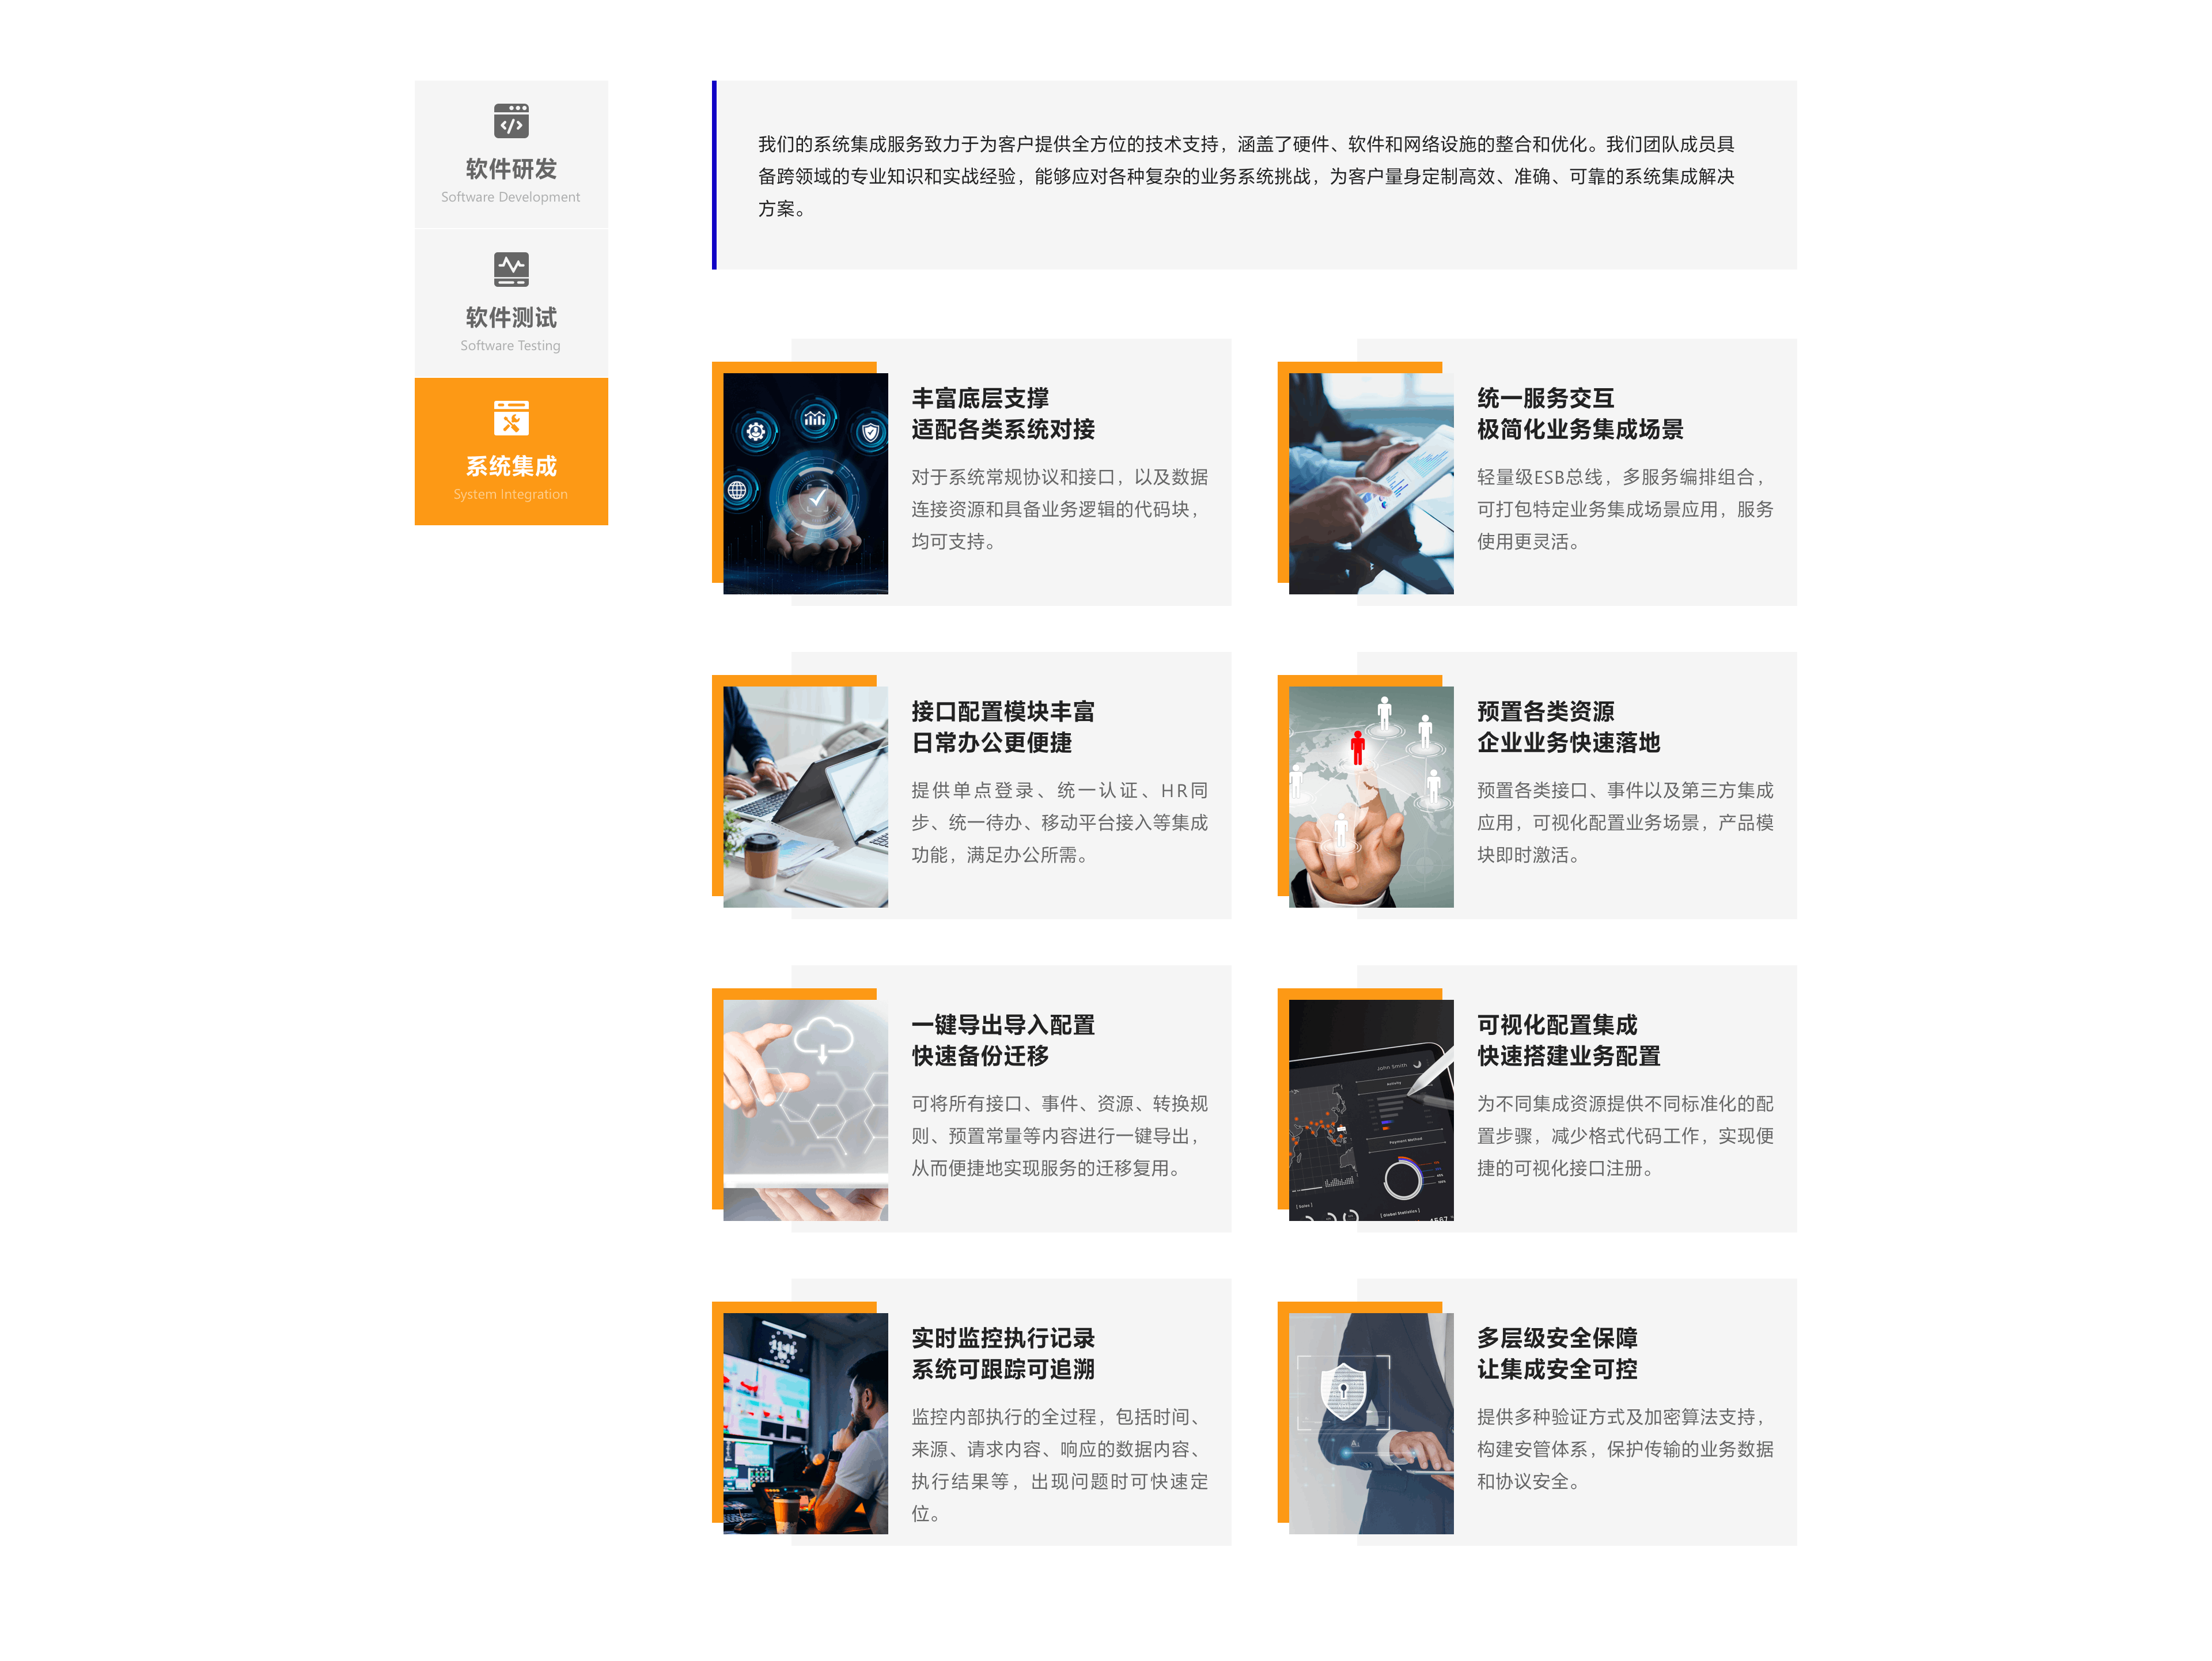 软件研发
Software Development
软件测试
Software Testing
系统集成
System Integration
我们的系统集成服务致力于为客户提供全方位的技术支持，涵盖了硬件、软件和网络设施的整合和优化。我们团队成员具
备跨领域的专业知识和实战经验，能够应对各种复杂的业务系统挑战，为客户量身定制高效、准确、可靠的系统集成解决
方案。
丰富底层支撑
适配各类系统对接
对于系统常规协议和接口，以及数据
连接资源和具备业务逻辑的代码块，
均可支持。
统一服务交互
极简化业务集成场景
轻量级ESB总线，多服务编排组合，
可打包特定业务集成场景应用，服务
使用更灵活。
接口配置模块丰富
日常办公更便捷
提供单点登录、统一认证、HR同
步、统一待办、移动平台接入等集成
功能，满足办公所需。
预置各类资源
企业业务快速落地
预置各类接口、事件以及第三方集成
应用，可视化配置业务场景，产品模
块即时激活。
一键导出导入配置
快速备份迁移
可将所有接口、事件、资源、转换规
则、预置常量等内容进行一键导出，
从而便捷地实现服务的迁移复用。
John Smith
Activity
Payment Method
[ Sales ]
[ Global Statistics ]
可视化配置集成
快速搭建业务配置
为不同集成资源提供不同标准化的配
置步骤，减少格式代码工作，实现便
捷的可视化接口注册。
实时监控执行记录
系统可跟踪可追溯
监控内部执行的全过程，包括时间、
来源、请求内容、响应的数据内容、
执行结果等，出现问题时可快速定
位。
多层级安全保障
让集成安全可控
提供多种验证方式及加密算法支持，
构建安管体系，保护传输的业务数据
和协议安全。